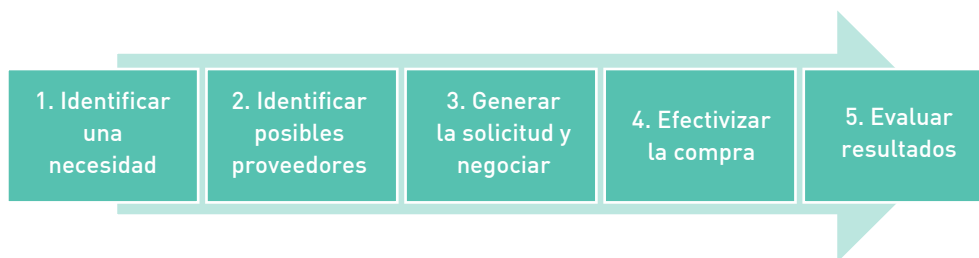 1. Identificar
una
necesidad
2. Identificar
posibles
proveedores
3. Generar
la solicitud y
negociar
4. Efectivizar
la compra
5. Evaluar
resultados